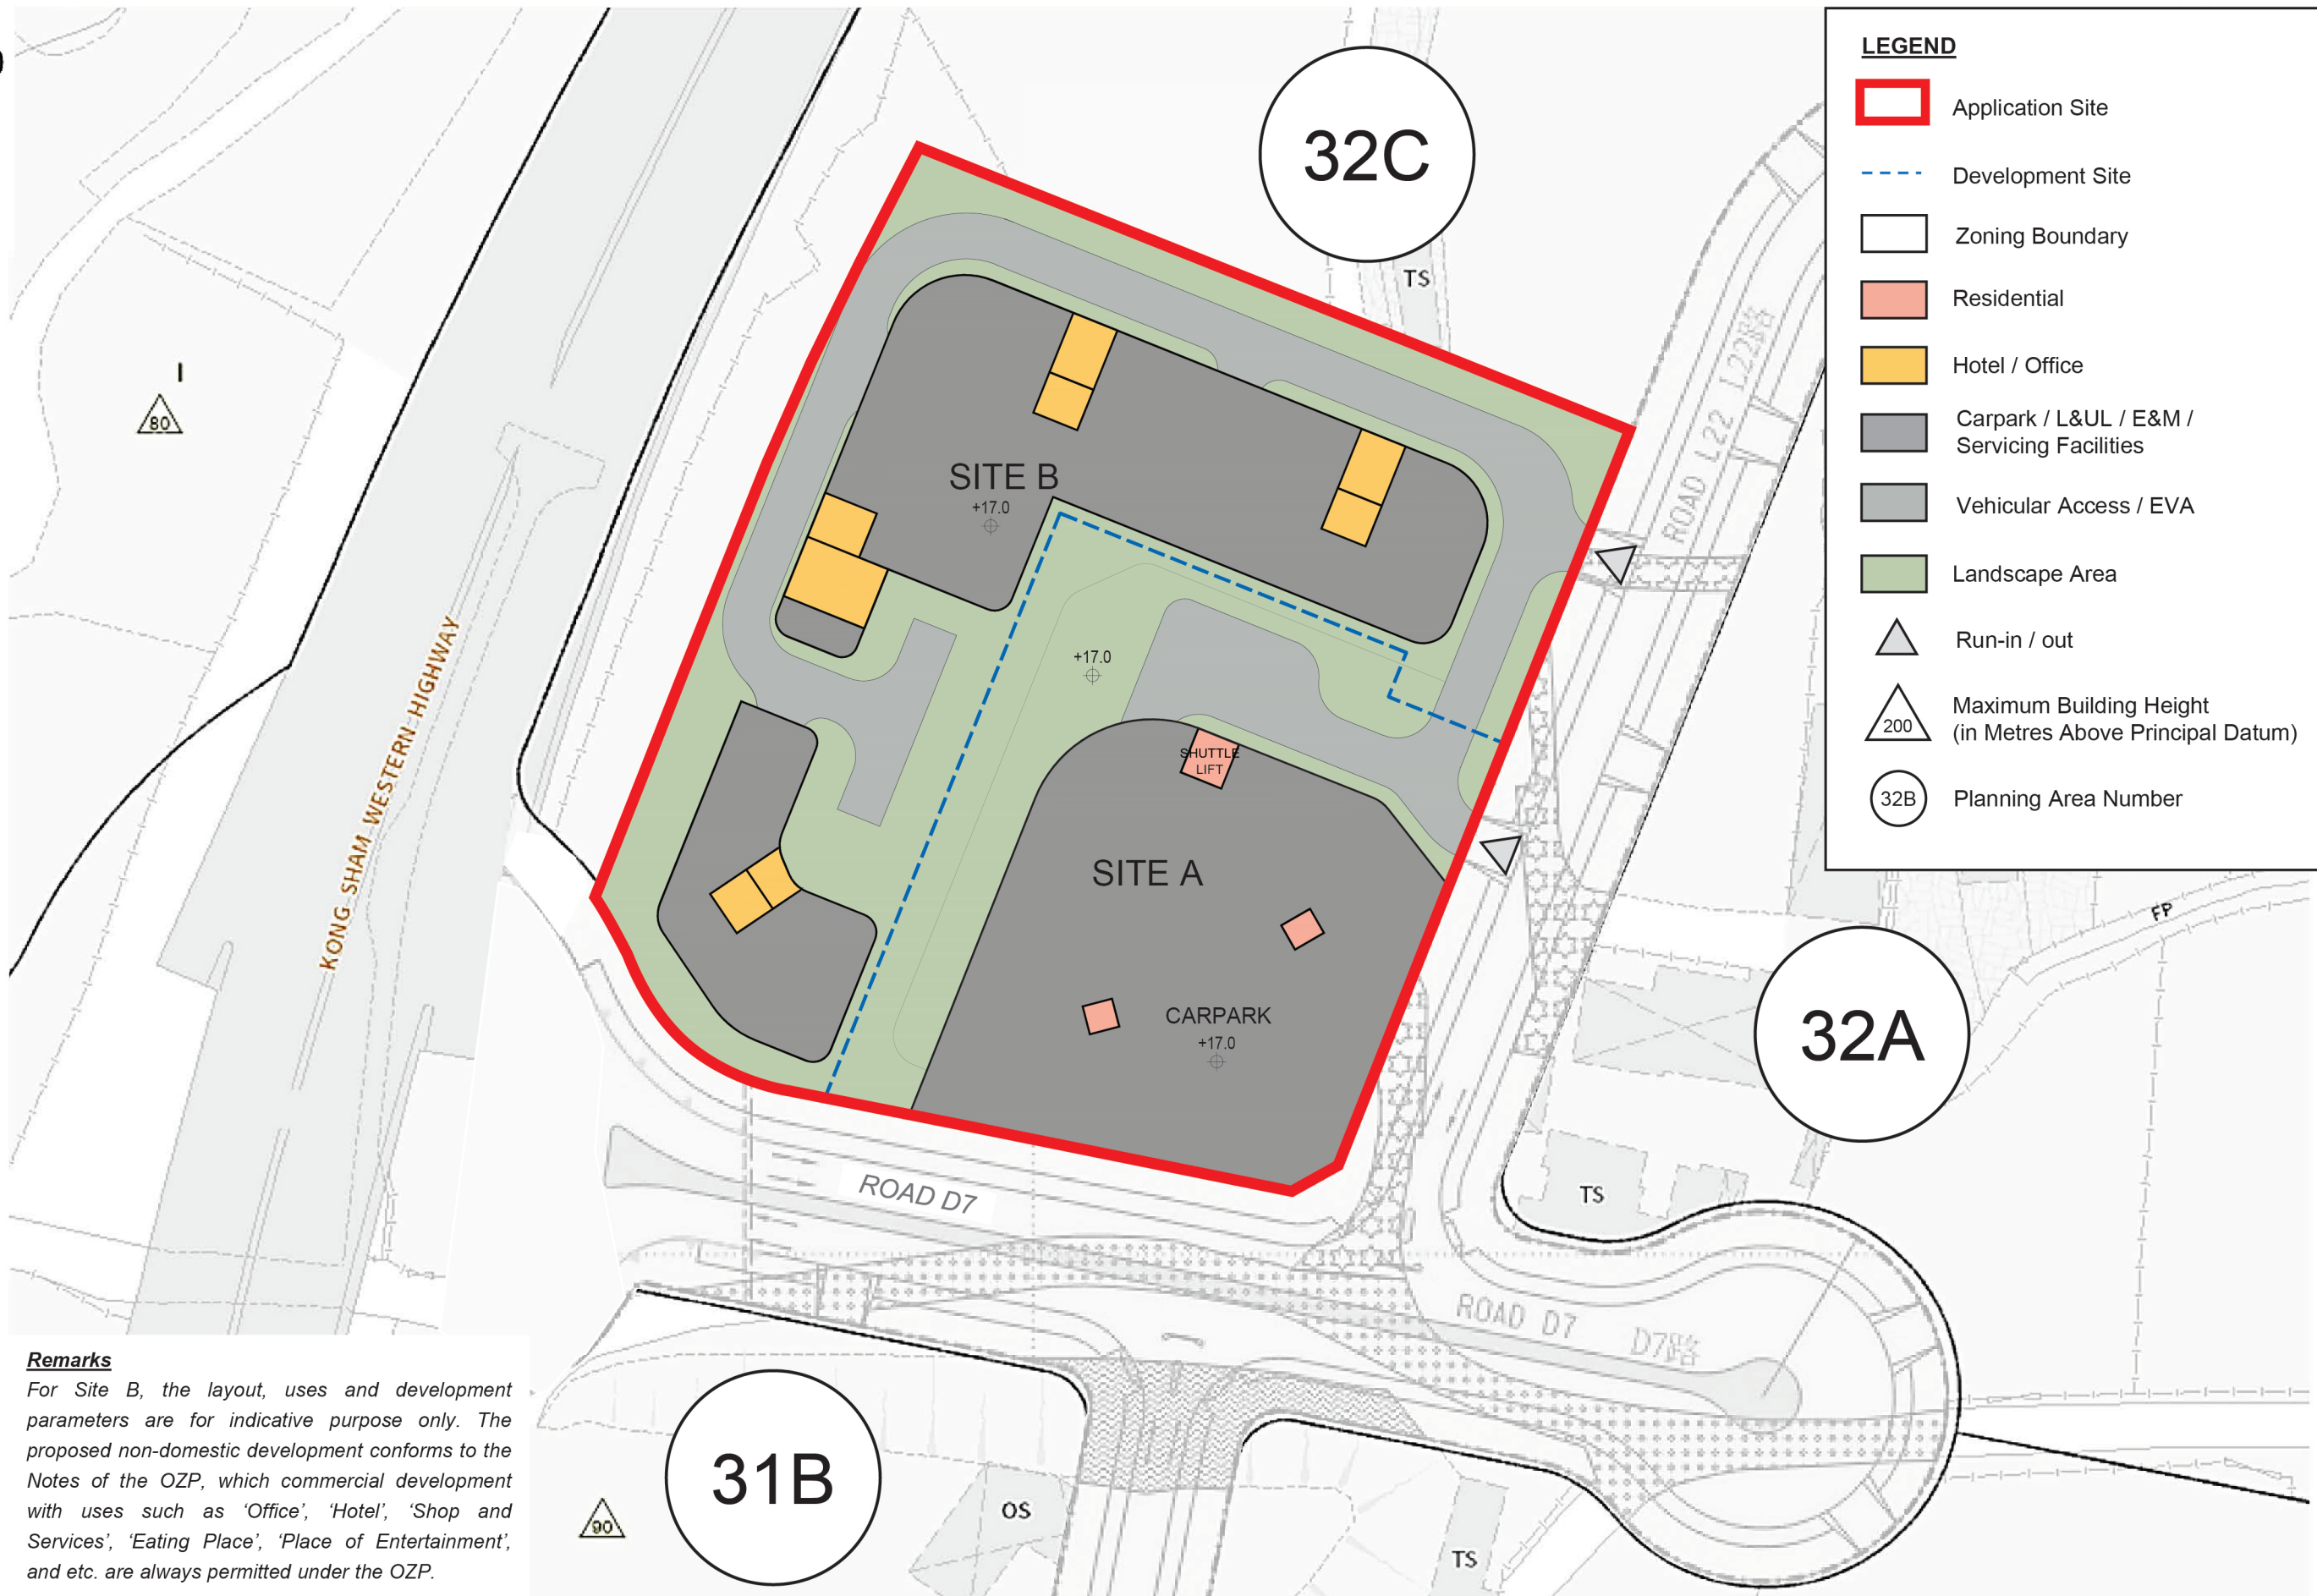 32C
TS
I
80
SITE B
+17.0
ROAD L22 L22路
KONG SHAM WESTERN HIGHWAY
+17.0
SHUTTLE
LIFT
SITE A
CARPARK
+17.0
FP
32A
ROAD D7
TS
ROAD D7 D7路
31B
90
OS
TS
LEGEND
Application Site
Development Site
Zoning Boundary
Residential
Hotel / Office
Carpark / L&UL / E&M /
Servicing Facilities
Vehicular Access / EVA
Landscape Area
Run-in / out
200
Maximum Building Height
(in Metres Above Principal Datum)
32B
Planning Area Number
Remarks
For Site B, the layout, uses and development
parameters are for indicative purpose only. The
proposed non-domestic development conforms to the
Notes of the OZP, which commercial development
with uses such as ‘Office’, ‘Hotel’, ‘Shop and
Services’, ‘Eating Place’, ‘Place of Entertainment’,
and etc. are always permitted under the OZP.